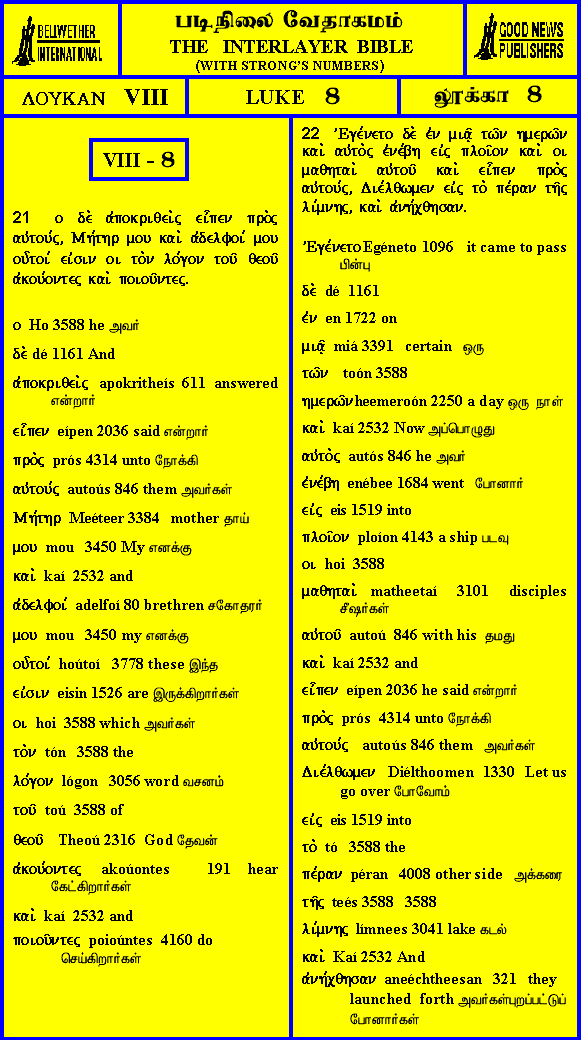 BELLWETHER
INTERNATIONAL
படிநிலை வேதாகமம்
THE INTERLAYER BIBLE
(WITH STRONG'S NUMBERS)
GOOD NEWS
PUBLISHERS
ΛΟΥΚΑΝ VIII
LUKE 8
லூக்கா 8
VIII - 8
21 ο δὲ ἀποκριθεὶς εἶπεν πρὸς
αὐτούς, Μήτηρ μου καὶ ἀδελφοί μου
οὗτοί εἰσιν οι τὸν λόγον τοῦ θεοῦ
ἀκούοντες καὶ ποιοῦντες.
ο Ho 3588 he அவர்
δὲ dé 1161 And
ἀποκριθεὶς apokritheís 611 answered
என்றார்
εἶπεν eípen 2036 said என்றார்
πρὸς prós 4314 unto நோக்கி
αὐτούς autoús 846 them அவர்கள்
Μήτηρ Meéteer 3384 mother தாய்
μου mou 3450 My எனக்கு
καὶ kaí 2532 and
ἀδελφοί adelfoí 80 brethren சகோதரர்
μου mou 3450 my எனக்கு
οὗτοί hoútoí 3778 these இந்த
εἰσιν eisin 1526 are இருக்கிறார்கள்
οι hoi 3588 which அவர்கள்
τὸν tón 3588 the
λόγον lógon 3056 word வசனம்
τοῦ toú 3588 of
θεοῦ Theoú 2316 God தேவன்
ἀκούοντες akoúontes 191 hear
கேட்கிறார்கள்
καὶ kaí 2532 and
ποιοῦντες poioúntes 4160 do
செய்கிறார்கள்
22 Ἐγένετο δὲ ἐν μιᾷ τῶν ημερῶν
καὶ αὐτὸς ἐνέβη εἰς πλοῖον καὶ οι
μαθηταὶ αὐτοῦ καὶ εἶπεν πρὸς
αὐτούς, Διέλθωμεν εἰς τὸ πέραν τῆς
λίμνης, καὶ ἀνήχθησαν.
Ἐγένετο Egéneto 1096 it came to pass
பின்பு
δὲ dé 1161
ἐν en 1722 on
μιᾷ miá 3391 certain ஒரு
τῶν toón 3588
ημερῶν heemeroón 2250 a day ஒரு நாள்
καὶ kaí 2532 Now அப்பொழுது
αὐτὸς autós 846 he அவர்
ἐνέβη enébee 1684 went போனார்
εἰς eis 1519 into
πλοῖον ploíon 4143 a ship படவு
οι hoi 3588
μαθηταὶ matheetaí 3101 disciples
சீஷர்கள்
αὐτοῦ autoú 846 with his தமது
καὶ kaí 2532 and
εἶπεν eípen 2036 he said என்றார்
πρὸς prós 4314 unto நோக்கி
αὐτούς autoús 846 them அவர்கள்
Διέλθωμεν Diélthoomen 1330 Let us
go over போவோம்
εἰς eis 1519 into
τὸ tó 3588 the
πέραν péran 4008 other side அக்கரை
τῆς teés 3588 3588
λίμνης límnees 3041 lake கடல்
καὶ Kaí 2532 And
ἀνήχθησαν aneéchtheesan 321 they
launched forth அவர்கள்புறப்பட்டுப்
போனார்கள்